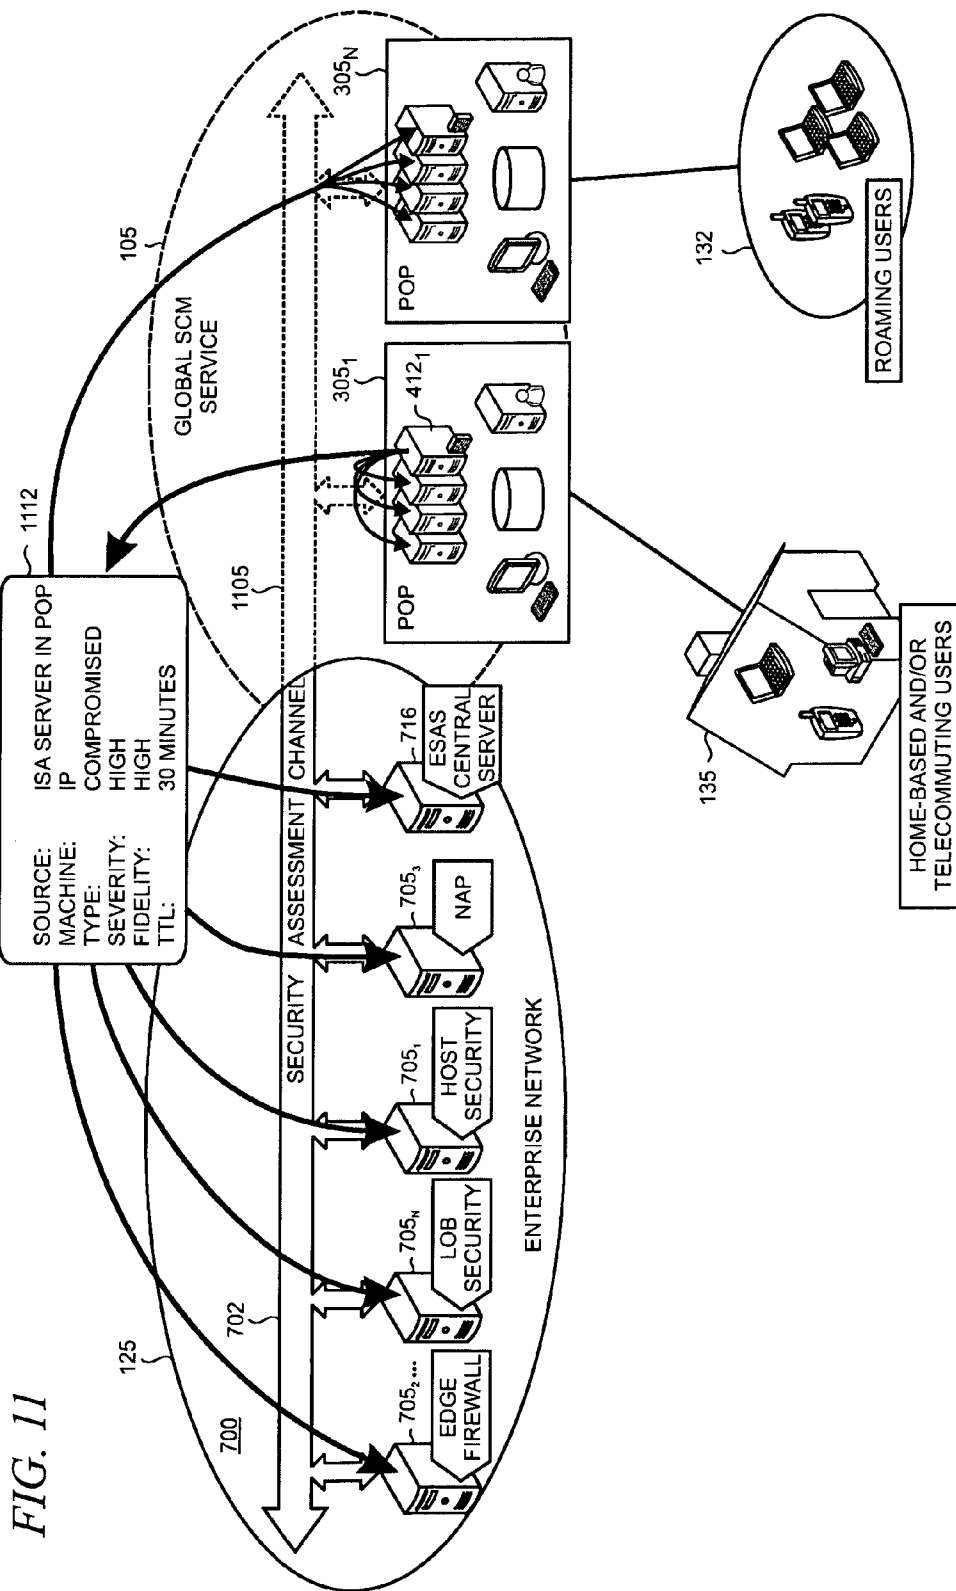 FIG. 11
SOURCE: ISA SERVER IN POP
MACHINE: IP
TYPE: COMPROMISED
SEVERITY: HIGH
FIDELITY: HIGH
TTL: 30 MINUTES
1112
125
700
702
SECURITY ASSESSMENT CHANNEL
1105
GLOBAL SCM
SERVICE
105
705₂ ...
EDGE
FIREWALL
705ₙ
LOB
SECURITY
705₁
HOST
SECURITY
705₃
NAP
716
ESAS
CENTRAL
SERVER
ENTERPRISE NETWORK
305₁
412₁
POP
305ₙ
POP
135
HOME-BASED AND/OR
TELECOMMUTING USERS
132
ROAMING USERS